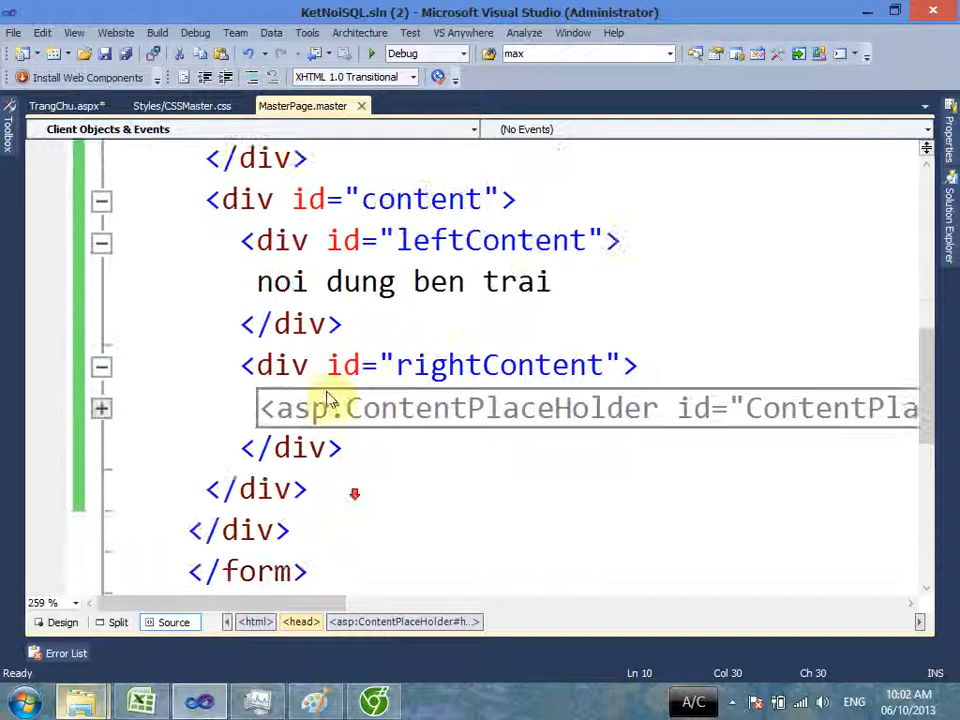 KetNoiSQL.sln (2) - Microsoft Visual Studio (Administrator)
File Edit View Website Build Debug Team Data Tools Architecture Test VS Anywhere Analyze Window Help
Debug max
Install Web Components XHTML 1.0 Transitional
TrangChu.aspx* Styles/CSSMaster.css MasterPage.master
Client Objects & Events (No Events)
</div>
<div id="content">
<div id="leftContent">
noi dung ben trai
</div>
<div id="rightContent">
<asp:ContentPlaceHolder id="ContentPla
</div>
</div>
</div>
</form>
Toolbox
Properties
Solution Explorer
259 %
Design Split Source <html> <head> <asp:ContentPlaceHolder#h...>
Error List
Ready Ln 10 Col 30 Ch 30 INS
A/C ENG 10:02 AM
06/10/2013